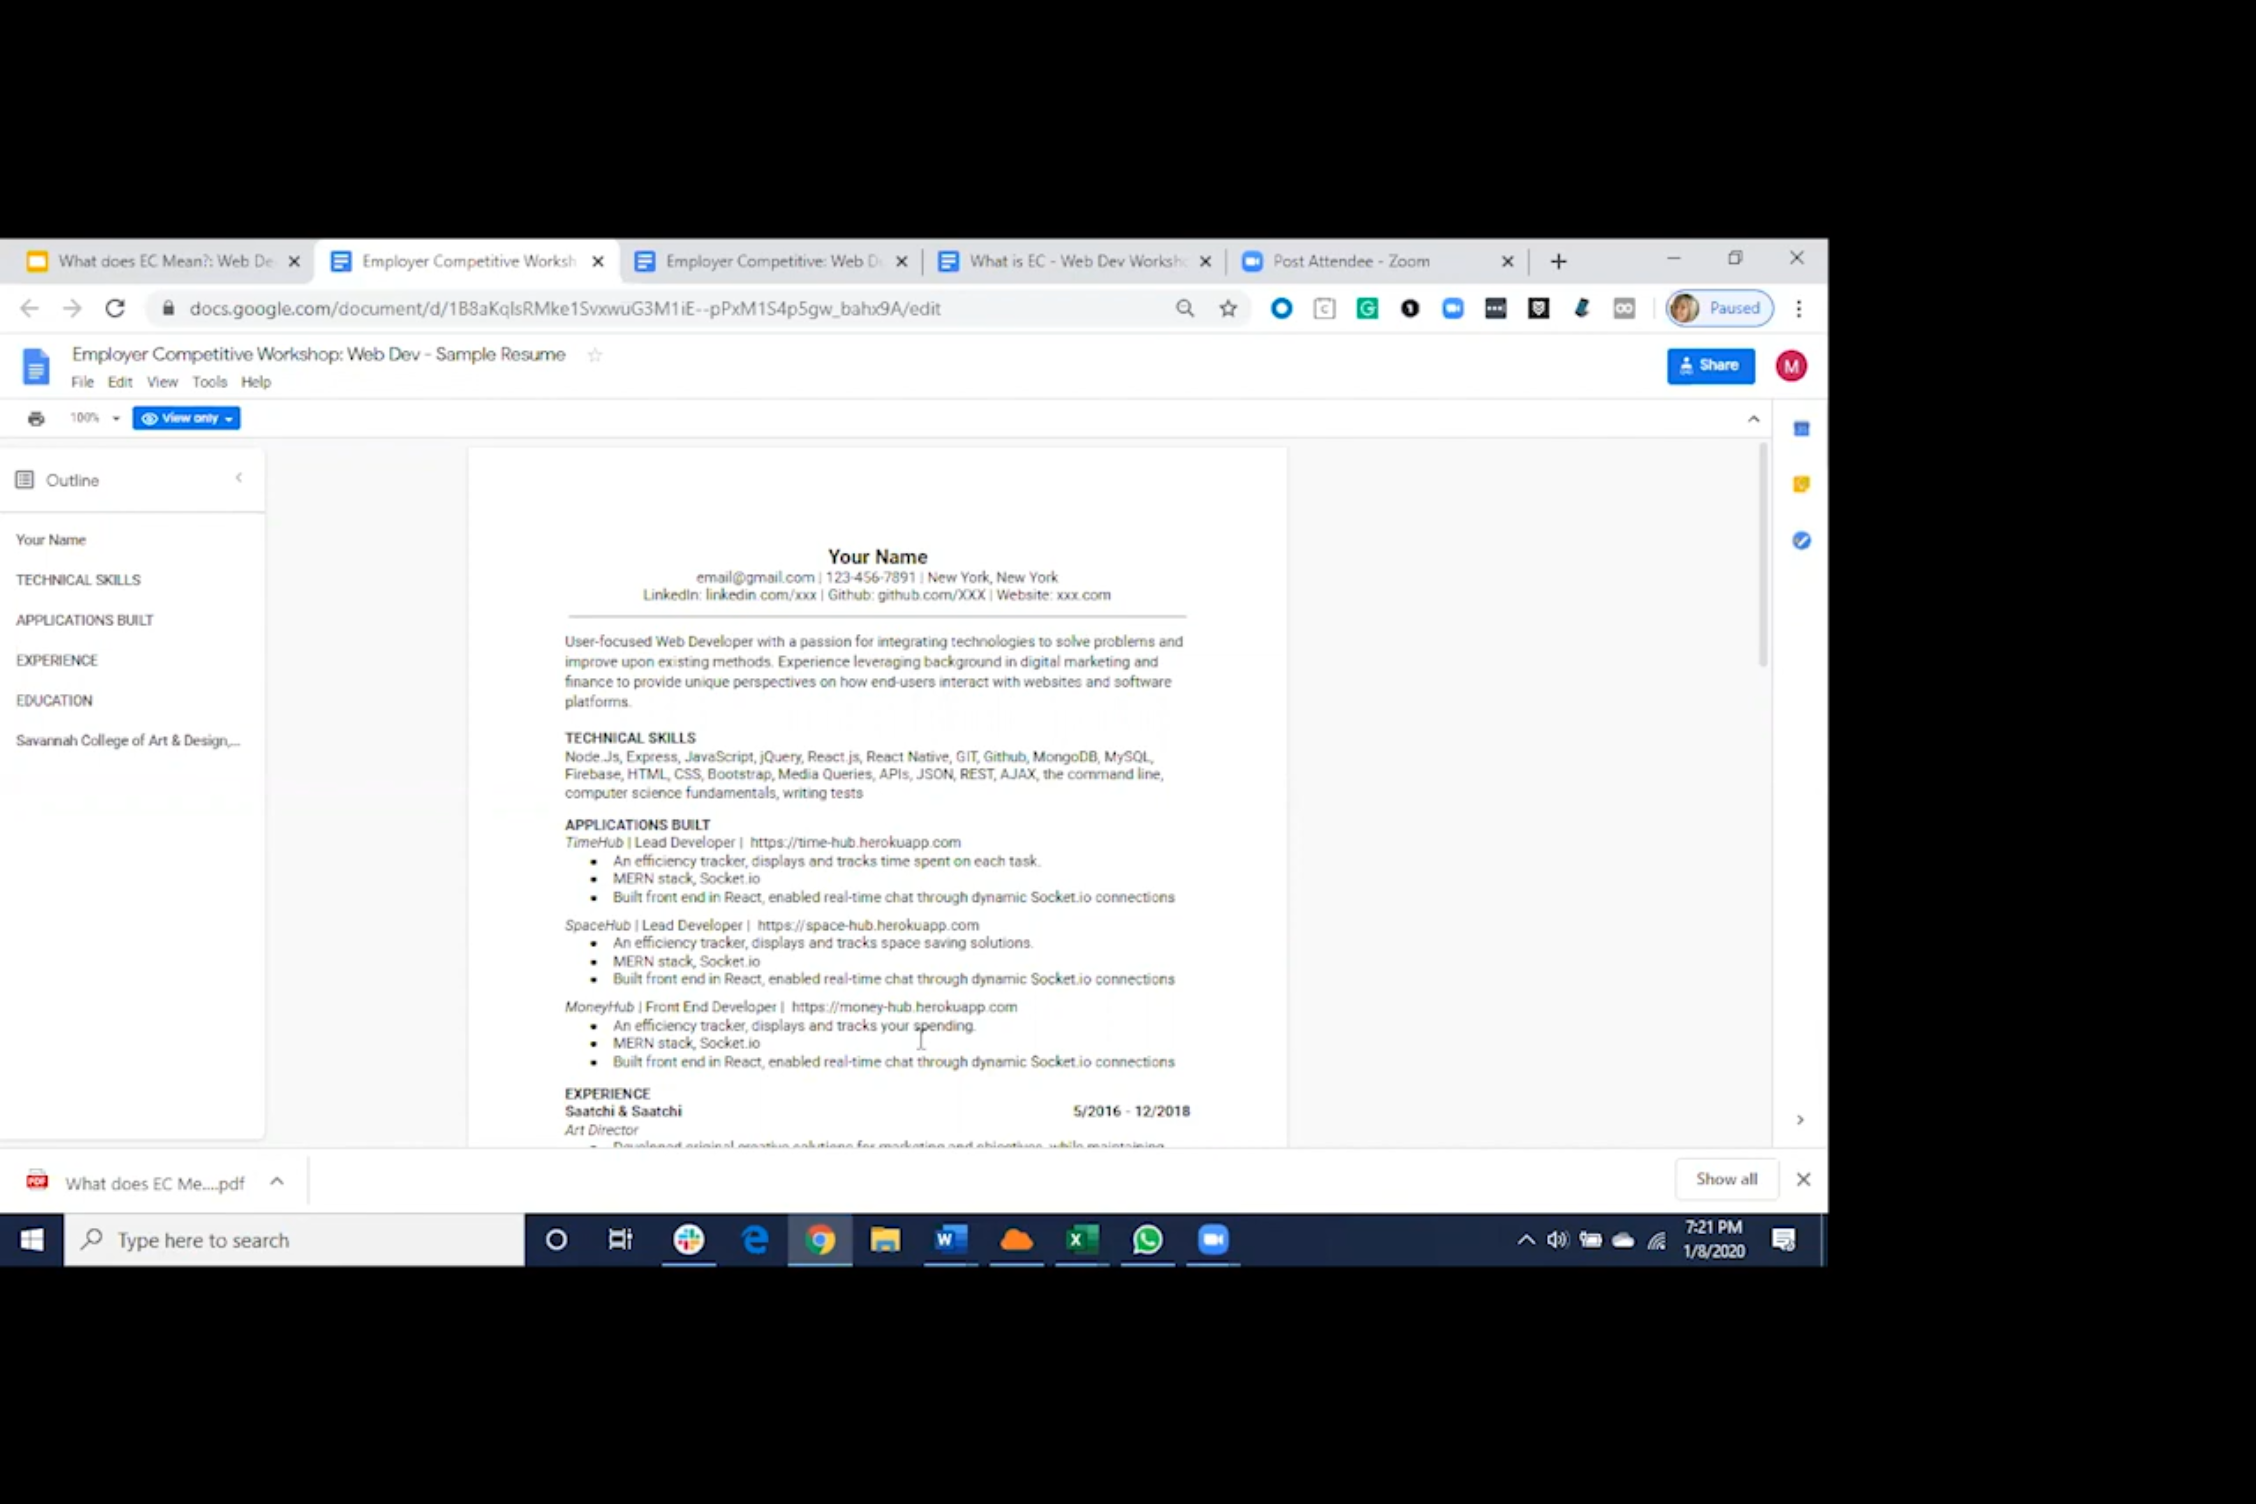 What does EC Mean?: Web De
Employer Competitive Worksh
Employer Competitive: Web D
What is EC - Web Dev Worksh
Post Attendee - Zoom
docs.google.com/document/d/1B8aKqlsRMke1SvxwuG3M1iE--pPxM1S4p5gw_bahx9A/edit
Paused
Employer Competitive Workshop: Web Dev - Sample Resume
Share
M
File Edit View Tools Help
100%
View only
Outline
Your Name
TECHNICAL SKILLS
APPLICATIONS BUILT
EXPERIENCE
EDUCATION
Savannah College of Art & Design,...
Your Name
email@gmail.com | 123-456-7891 | New York, New York
LinkedIn: linkedin.com/xxx | Github: github.com/XXX | Website: xxx.com
User-focused Web Developer with a passion for integrating technologies to solve problems and
improve upon existing methods. Experience leveraging background in digital marketing and
finance to provide unique perspectives on how end-users interact with websites and software
platforms.
TECHNICAL SKILLS
Node.Js, Express, JavaScript, jQuery, React.js, React Native, GIT, Github, MongoDB, MySQL,
Firebase, HTML, CSS, Bootstrap, Media Queries, APIs, JSON, REST, AJAX, the command line,
computer science fundamentals, writing tests
APPLICATIONS BUILT
TimeHub | Lead Developer | https://time-hub.herokuapp.com
• An efficiency tracker, displays and tracks time spent on each task.
• MERN stack, Socket.io
• Built front end in React, enabled real-time chat through dynamic Socket.io connections
SpaceHub | Lead Developer | https://space-hub.herokuapp.com
• An efficiency tracker, displays and tracks space saving solutions.
• MERN stack, Socket.io
• Built front end in React, enabled real-time chat through dynamic Socket.io connections
MoneyHub | Front End Developer | https://money-hub.herokuapp.com
• An efficiency tracker, displays and tracks your spending.
• MERN stack, Socket.io
• Built front end in React, enabled real-time chat through dynamic Socket.io connections
EXPERIENCE
Saatchi & Saatchi 5/2016 - 12/2018
Art Director
• Developed original creative solutions for marketing and objectives, while maintaining
What does EC Me....pdf
Show all
Type here to search
7:21 PM
1/8/2020